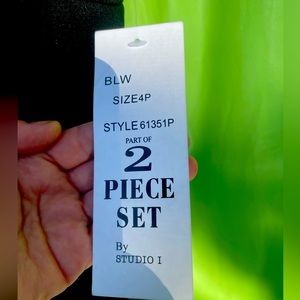 BLW
SIZE4P
STYLE61351P
PART OF
2
PIECE
SET
By
STUDIO I